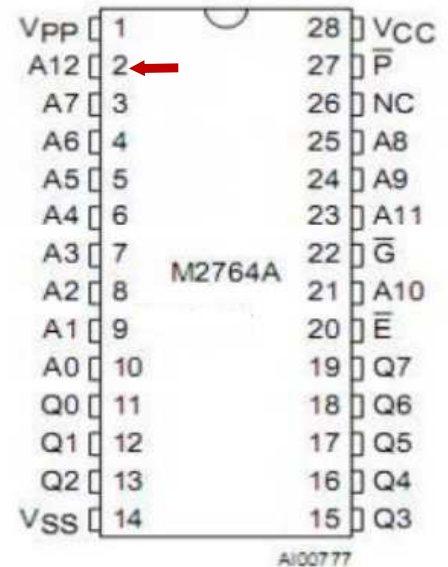 VPP 1 28 VCC
A12 2 27 P̅
A7 3 26 NC
A6 4 25 A8
A5 5 24 A9
A4 6 23 A11
A3 7 22 G̅
M2764A
A2 8 21 A10
A1 9 20 E̅
A0 10 19 Q7
Q0 11 18 Q6
Q1 12 17 Q5
Q2 13 16 Q4
VSS 14 15 Q3
AI00777